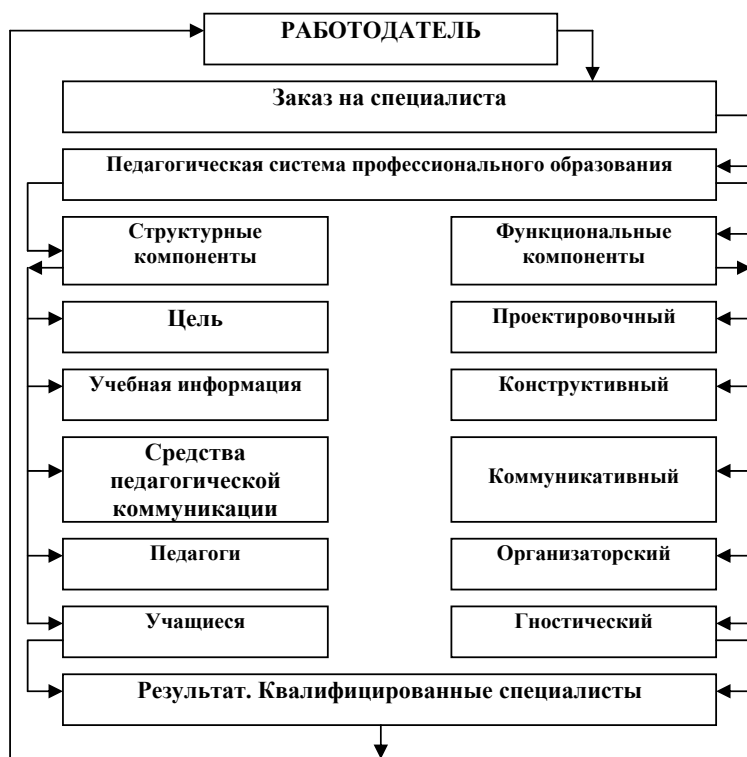 РАБОТОДАТЕЛЬ
Заказ на специалиста
Педагогическая система профессионального образования
Структурные
компоненты
Функциональные
компоненты
Цель
Проектировочный
Учебная информация
Конструктивный
Средства
педагогической
коммуникации
Коммуникативный
Педагоги
Организаторский
Учащиеся
Гностический
Результат. Квалифицированные специалисты